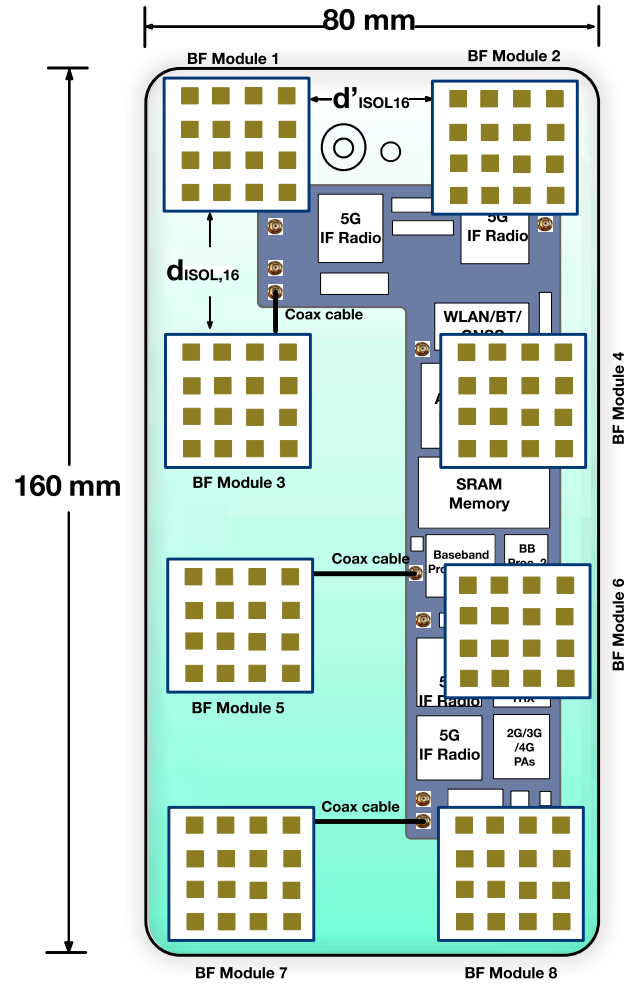 80 mm
BF Module 1
BF Module 2
d'ISOL16
5G
IF Radio
5G
IF Radio
dISOL,16
Coax cable
WLAN/BT/
GNSS
BF Module 4
BF Module 3
160 mm
SRAM
Memory
Coax cable
Baseband
BB
Proc. 2
BF Module 6
BF Module 5
IF Radio
5G
IF Radio
2G/3G
/4G
PAs
Coax cable
BF Module 7
BF Module 8